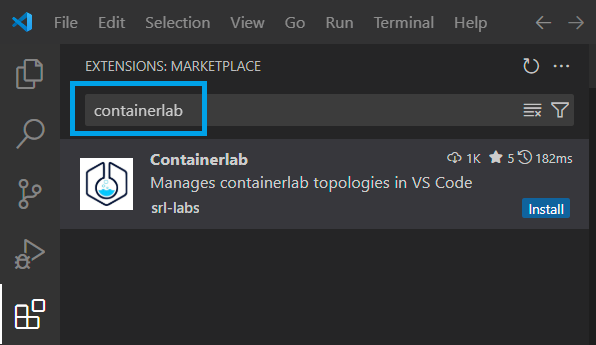 File Edit Selection View Go Run Terminal Help
EXTENSIONS: MARKETPLACE
containerlab
Containerlab 1K 5 182ms
Manages containerlab topologies in VS Code
srl-labs Install